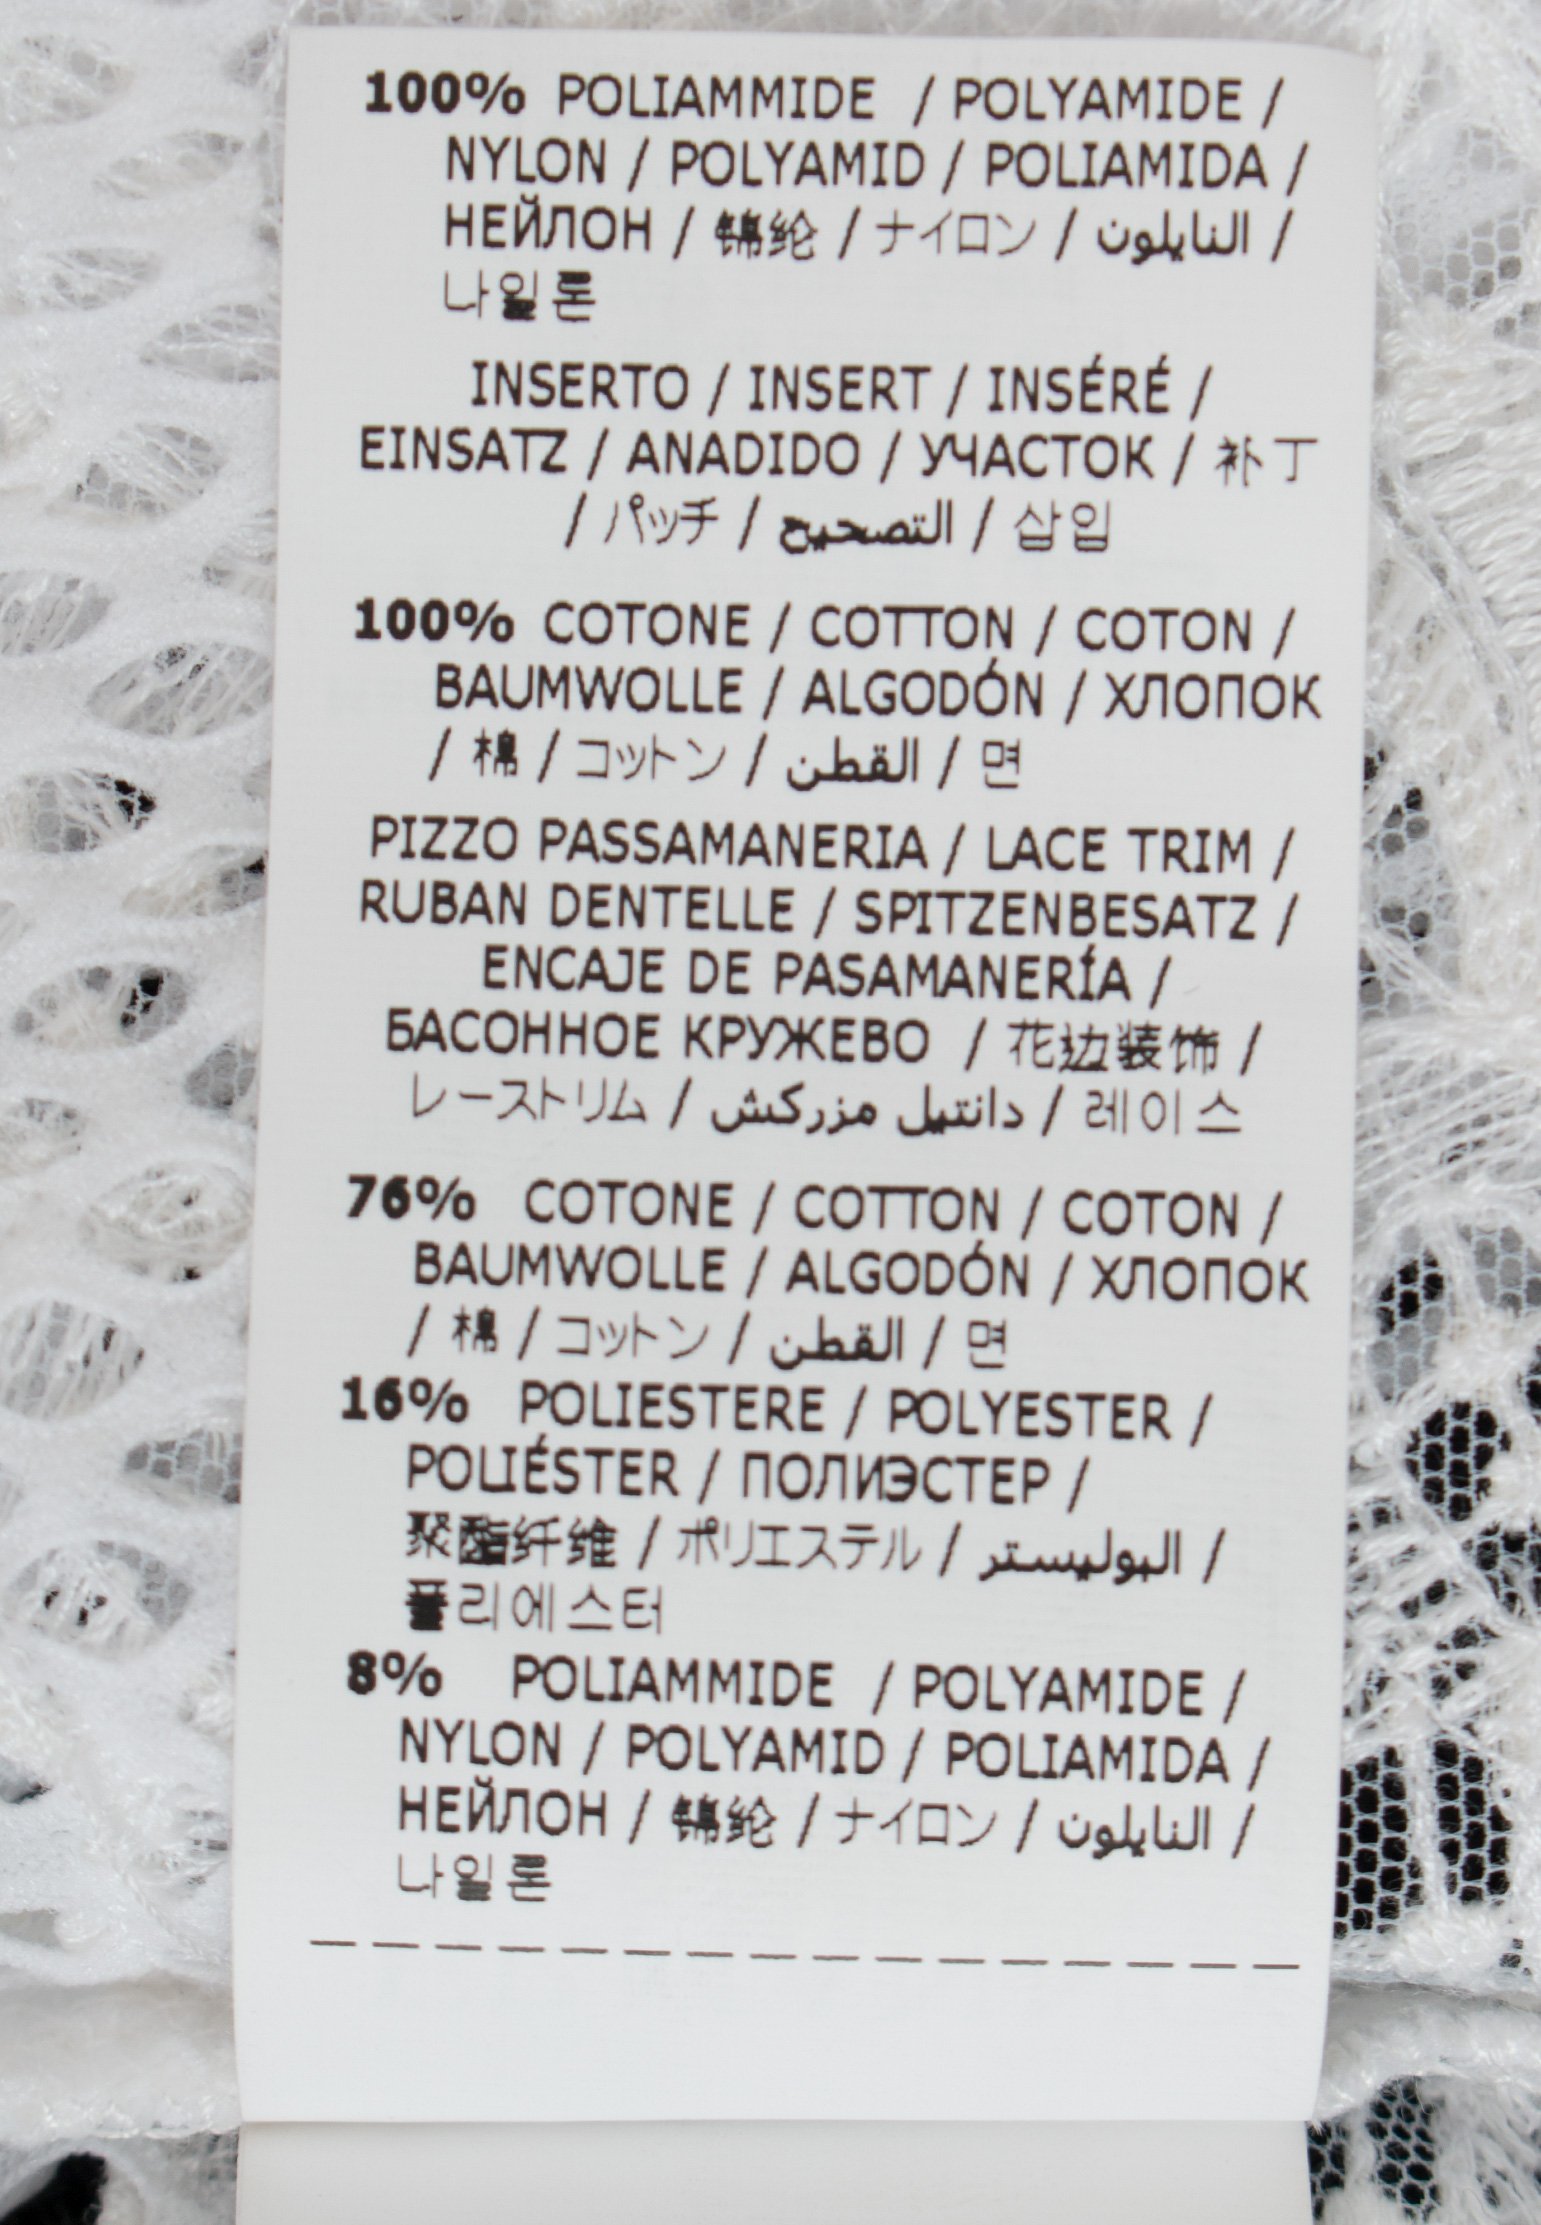 100% POLIAMMIDE / POLYAMIDE /
NYLON / POLYAMID / POLIAMIDA /
НЕЙЛОН / 锦纶 / ナイロン / النايلون /
나일론
INSERTO / INSERT / INSÉRÉ /
EINSATZ / ANADIDO / УЧАСТОК / 补丁
/ パッチ / التصحيح / 삽입
100% COTONE / COTTON / COTON /
BAUMWOLLE / ALGODÓN / ХЛОПОК
/ 棉 / コットン / القطن / 면
PIZZO PASSAMANERIA / LACE TRIM /
RUBAN DENTELLE / SPITZENBESATZ /
ENCAJE DE PASAMANERÍA /
БАСОННОЕ КРУЖЕВО / 花边装饰 /
レーストリム / دانتيل مزركش / 레이스
76% COTONE / COTTON / COTON /
BAUMWOLLE / ALGODÓN / ХЛОПОК
/ 棉 / コットン / القطن / 면
16% POLIESTERE / POLYESTER /
POLIÉSTER / ПОЛИЭСТЕР /
聚酯纤维 / ポリエステル / البوليستر /
폴리에스터
8% POLIAMMIDE / POLYAMIDE /
NYLON / POLYAMID / POLIAMIDA /
НЕЙЛОН / 锦纶 / ナイロン / النايلون /
나일론